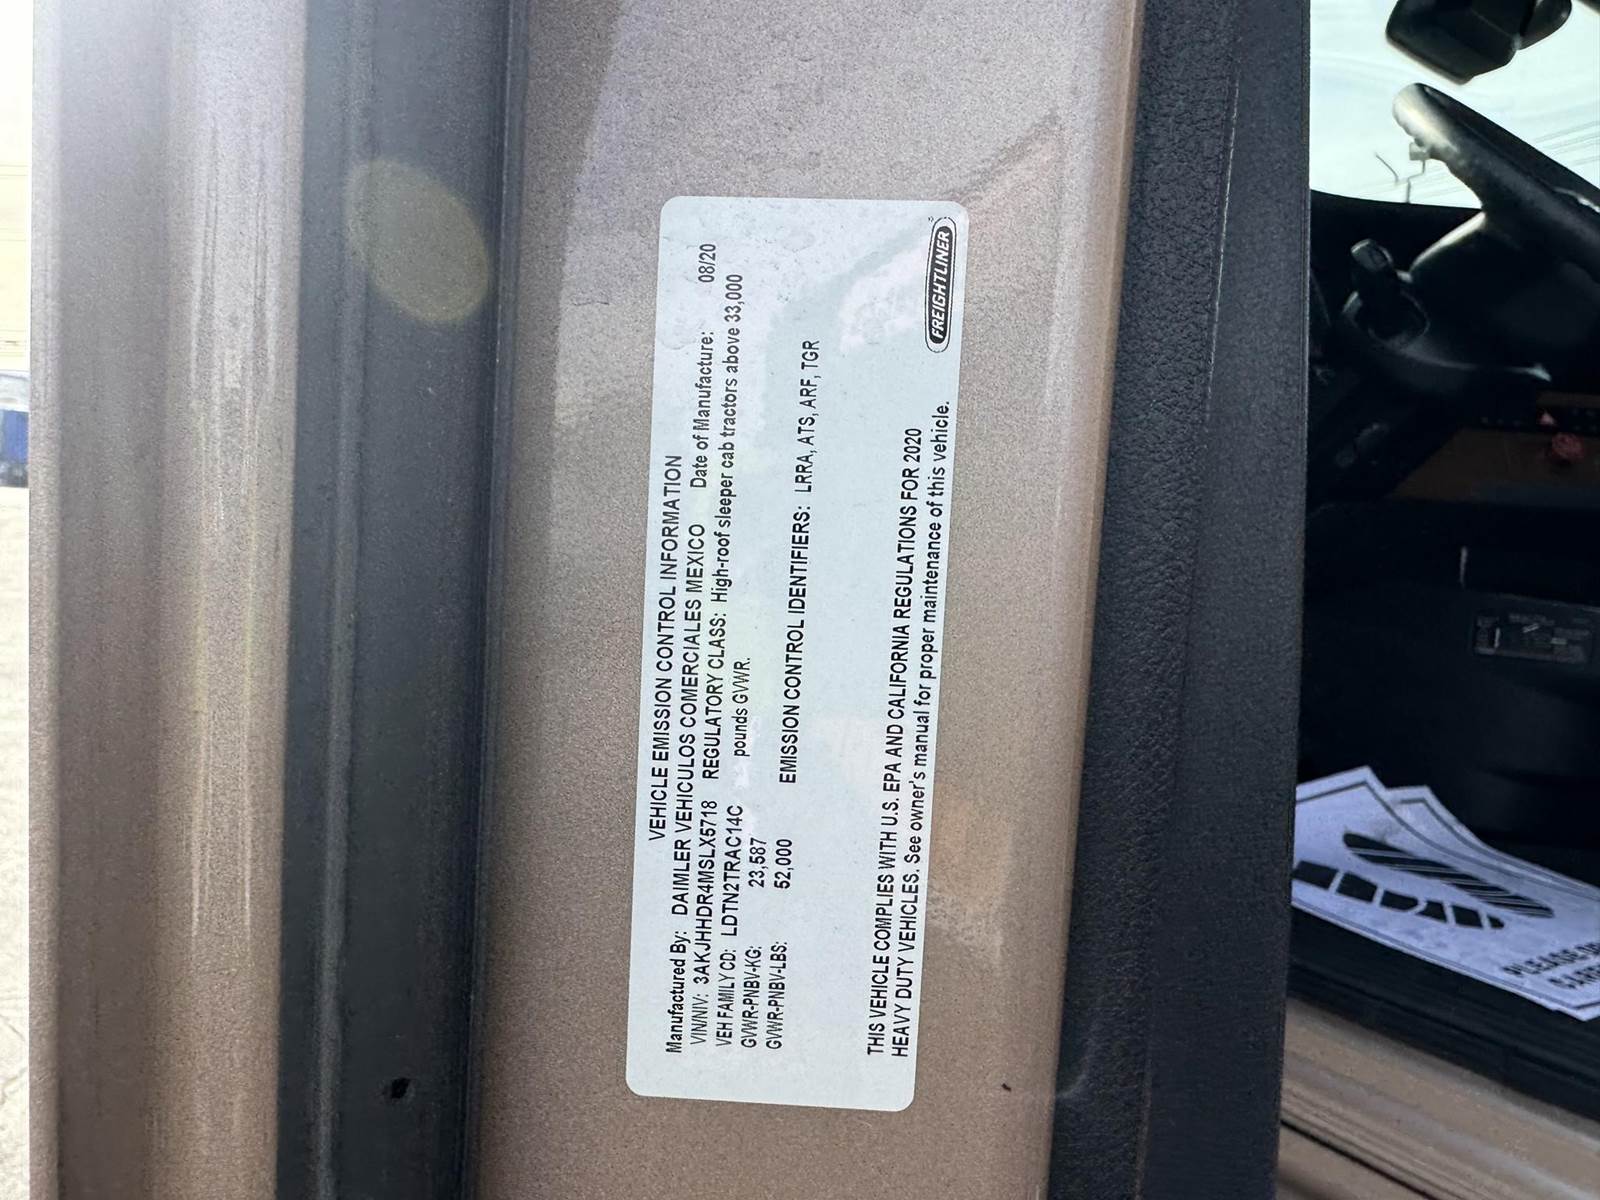 VEHICLE EMISSION CONTROL INFORMATION
Manufactured By: DAIMLER VEHICULOS COMERCIALES MEXICO Date of Manufacture: 08/20
VIN/NIV: 3AKJHHDR4MSLX5718 REGULATORY CLASS: High-roof sleeper cab tractors above 33,000
VEH FAMILY CD: LDTN2TRAC14C pounds GVWR.
GVWR-PNBV-KG: 23,587
GVWR-PNBV-LBS: 52,000 EMISSION CONTROL IDENTIFIERS: LRRA, ATS, ARF, TGR
THIS VEHICLE COMPLIES WITH U.S. EPA AND CALIFORNIA REGULATIONS FOR 2020
HEAVY DUTY VEHICLES. See owner's manual for proper maintenance of this vehicle.
FREIGHTLINER
PLEASE